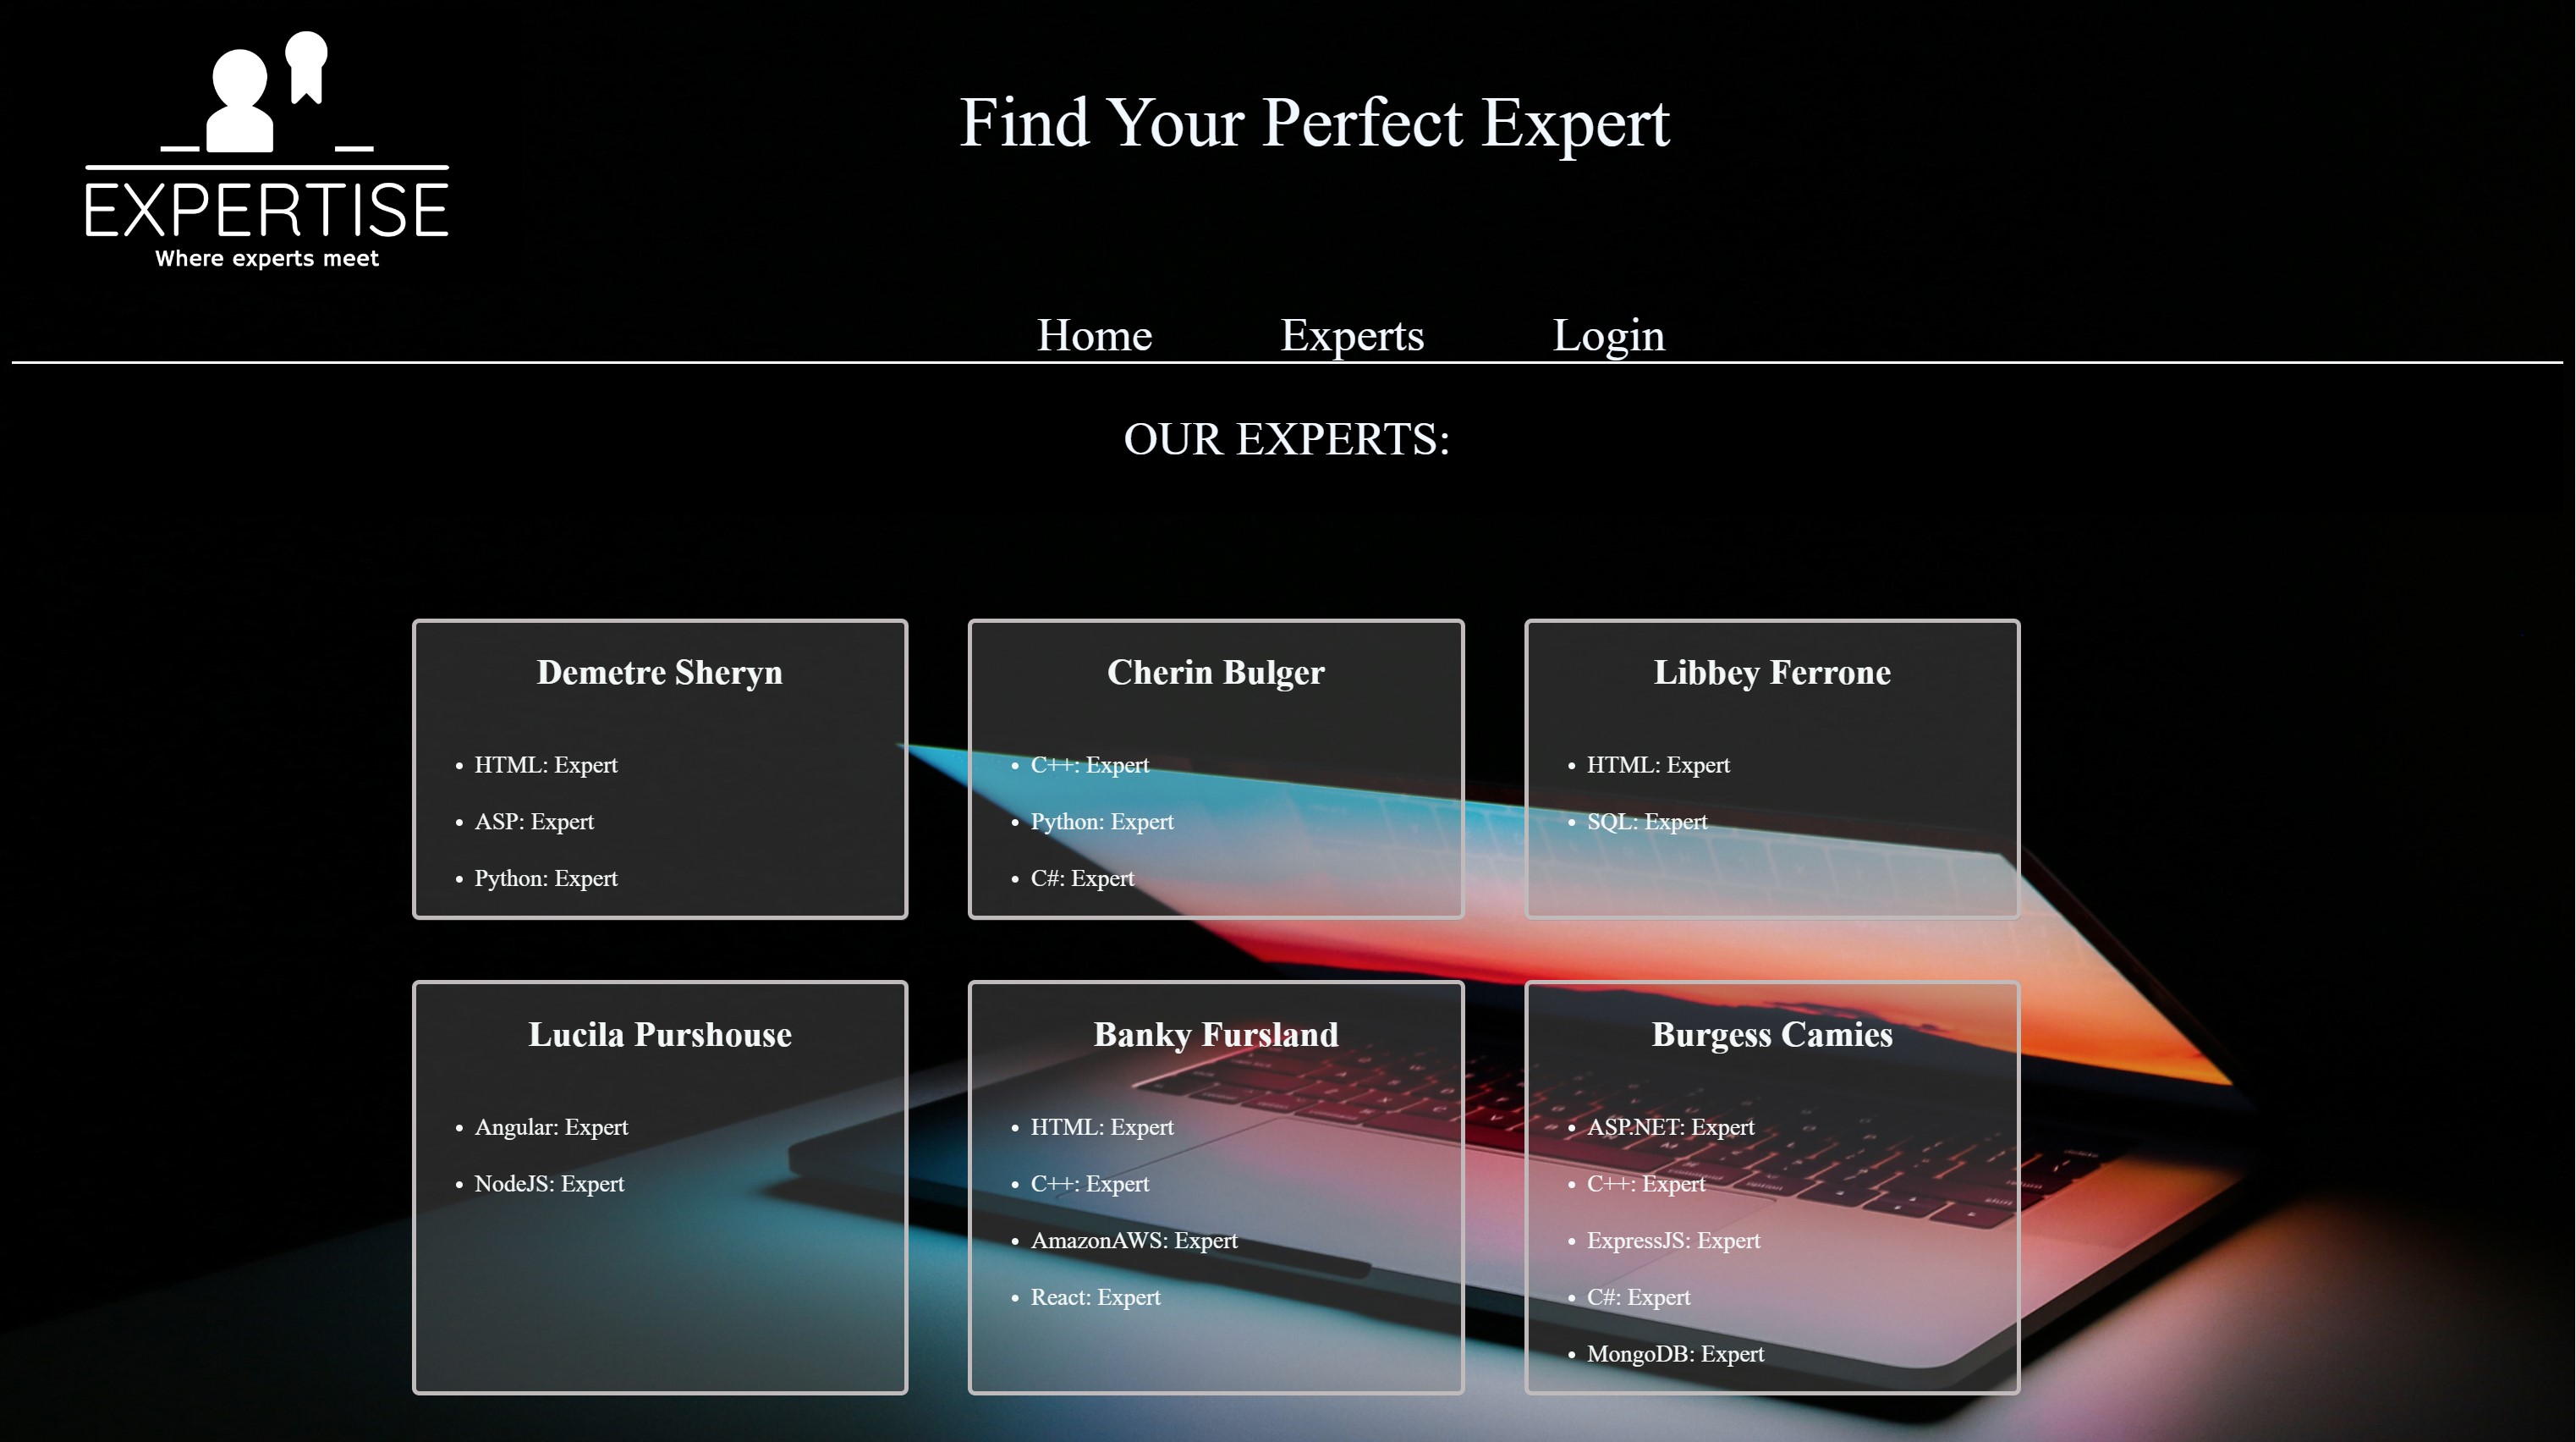 EXPERTISE
Where experts meet
Find Your Perfect Expert
Home Experts Login
OUR EXPERTS:
Demetre Sheryn
HTML: Expert
ASP: Expert
Python: Expert
Cherin Bulger
C++: Expert
Python: Expert
C#: Expert
Libbey Ferrone
HTML: Expert
SQL: Expert
Lucila Purshouse
Angular: Expert
NodeJS: Expert
Banky Fursland
HTML: Expert
C++: Expert
AmazonAWS: Expert
React: Expert
Burgess Camies
ASP.NET: Expert
C++: Expert
ExpressJS: Expert
C#: Expert
MongoDB: Expert